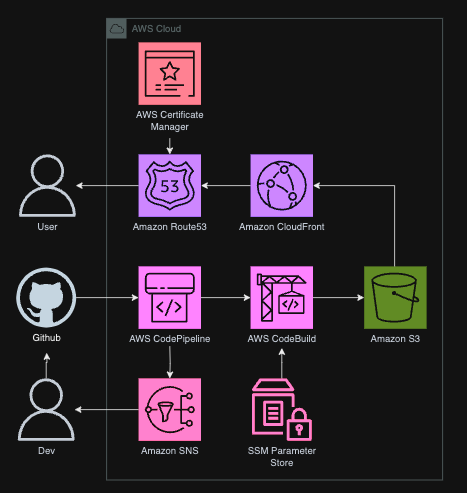 AWS Cloud
AWS Certificate
Manager
53
User
Amazon Route53
Amazon CloudFront
Github
AWS CodePipeline
AWS CodeBuild
Amazon S3
Dev
Amazon SNS
SSM Parameter
Store